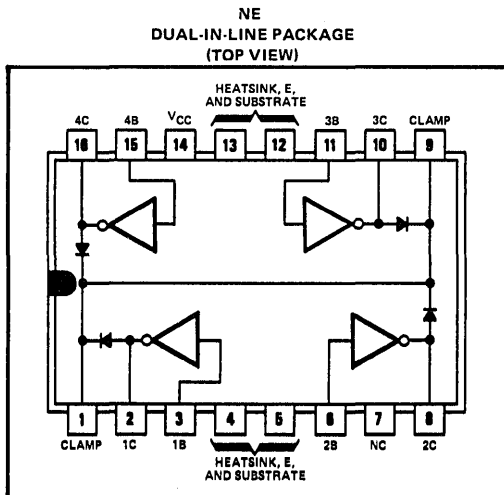 NE
DUAL-IN-LINE PACKAGE
(TOP VIEW)
HEATSINK, E,
AND SUBSTRATE
4C 4B VCC 3B 3C CLAMP
16 15 14 13 12 11 10 9
1 2 3 4 5 6 7 8
CLAMP 1C 1B 2B NC 2C
HEATSINK, E,
AND SUBSTRATE